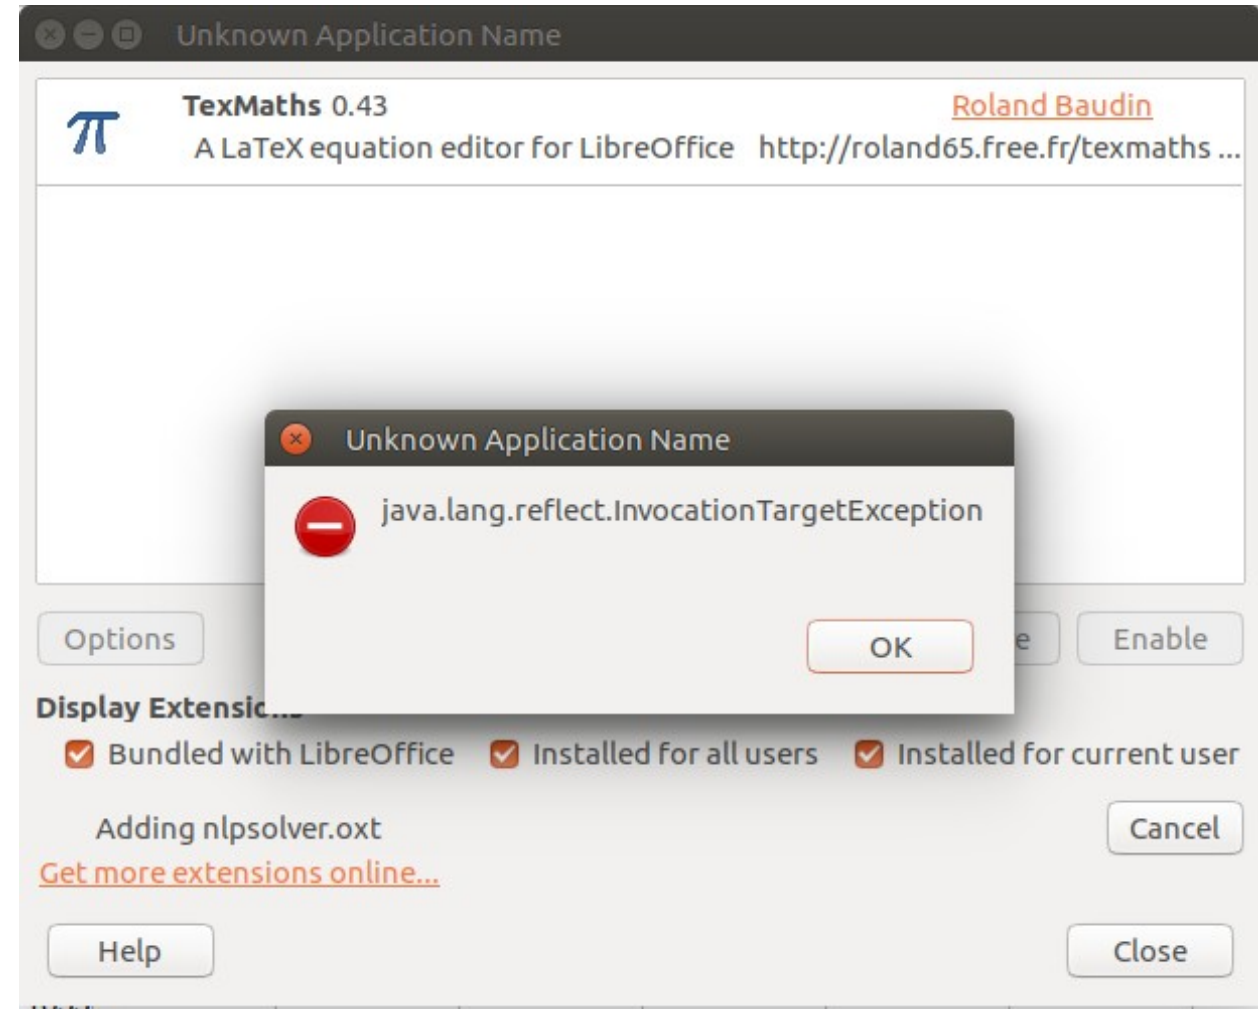 Unknown Application Name
TexMaths 0.43 Roland Baudin
A LaTeX equation editor for LibreOffice http://roland65.free.fr/texmaths ...
Unknown Application Name
java.lang.reflect.InvocationTargetException
OK
Options e Enable
Display Extensions
Bundled with LibreOffice Installed for all users Installed for current user
Adding nlpsolver.oxt Cancel
Get more extensions online...
Help Close